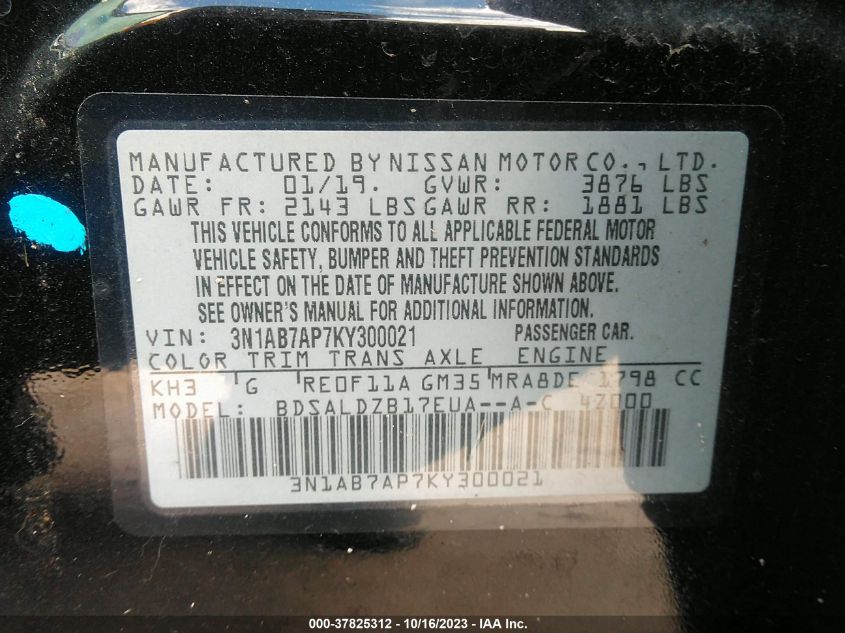 MANUFACTURED BY NISSAN MOTOR CO., LTD.
DATE: 01/19. GVWR: 3876 LBS
GAWR FR: 2143 LBS GAWR RR: 1881 LBS
THIS VEHICLE CONFORMS TO ALL APPLICABLE FEDERAL MOTOR
VEHICLE SAFETY, BUMPER AND THEFT PREVENTION STANDARDS
IN EFFECT ON THE DATE OF MANUFACTURE SHOWN ABOVE.
SEE OWNER'S MANUAL FOR ADDITIONAL INFORMATION.
VIN: 3N1AB7AP7KY300021 PASSENGER CAR.
COLOR TRIM TRANS AXLE ENGINE
KH3 G RE0F11A GM35 MRA8DE 1798 CC
MODEL: BDSALDZB17EUA--A-C 4Z000
3N1AB7AP7KY300021
000-37825312 - 10/16/2023 - IAA Inc.